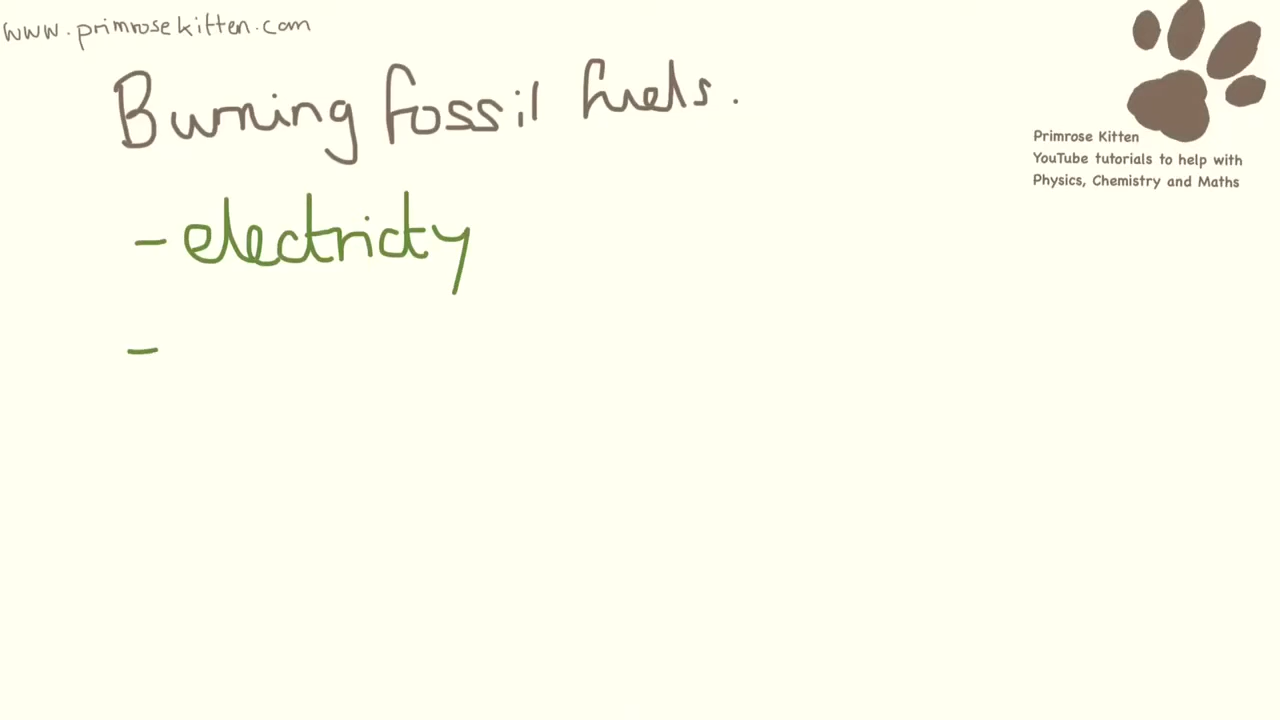 www.primrosekitten.com
Burning fossil fuels.
- electricty
-
Primrose Kitten
YouTube tutorials to help with
Physics, Chemistry and Maths